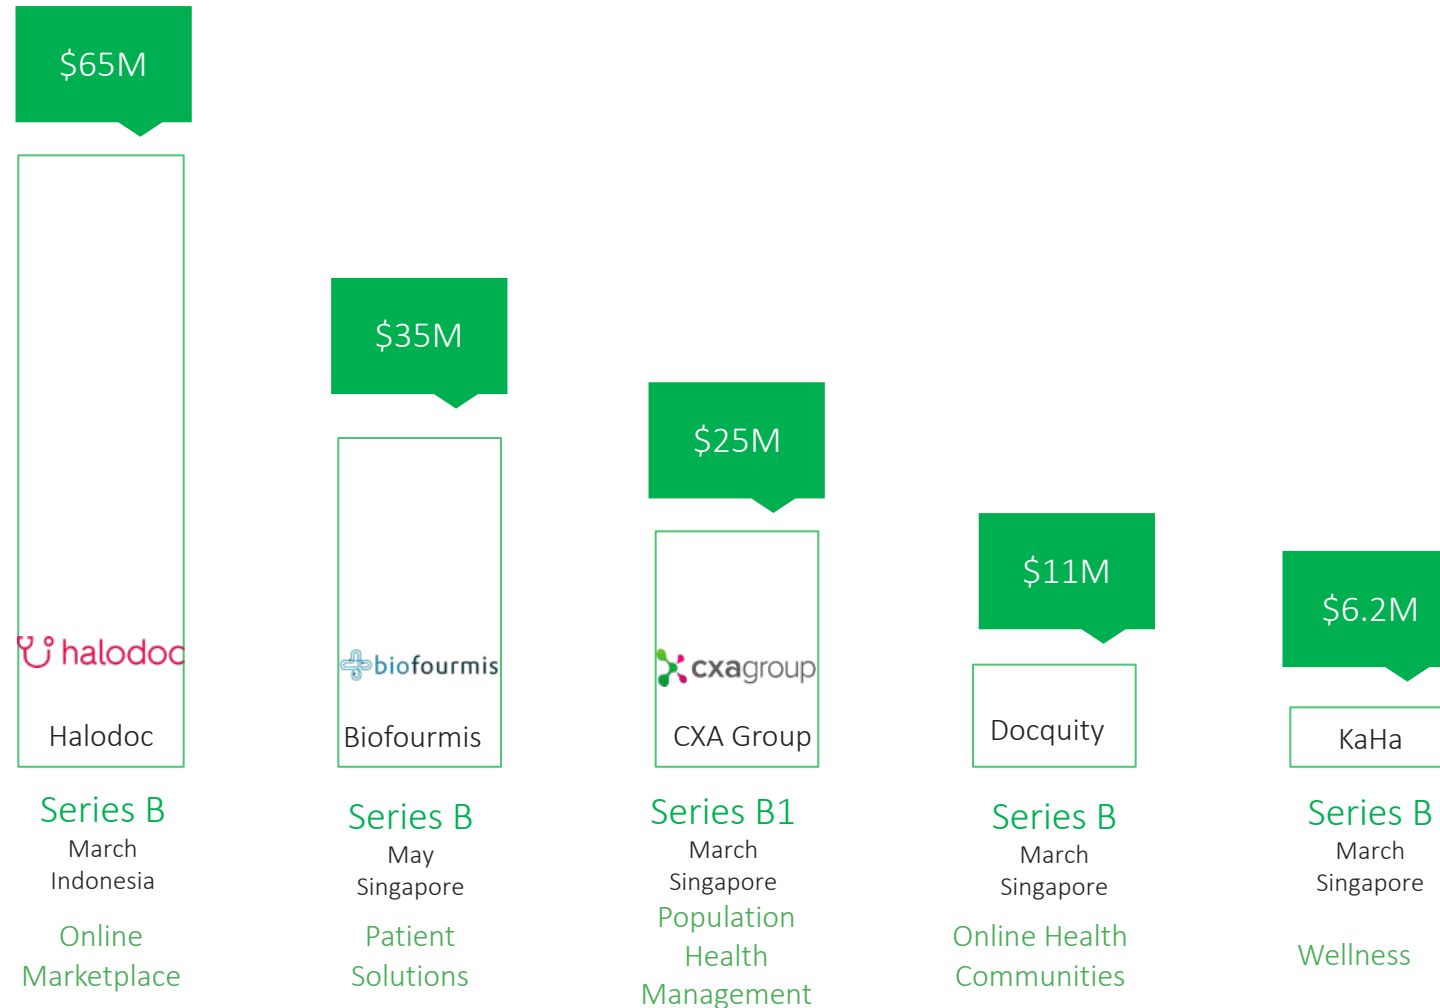 $65M
halodoc
Halodoc
Series B
March
Indonesia
Online
Marketplace
$35M
biofourmis
Biofourmis
Series B
May
Singapore
Patient
Solutions
$25M
cxagroup
CXA Group
Series B1
March
Singapore
Population
Health
Management
$11M
Docquity
Series B
March
Singapore
Online Health
Communities
$6.2M
KaHa
Series B
March
Singapore
Wellness